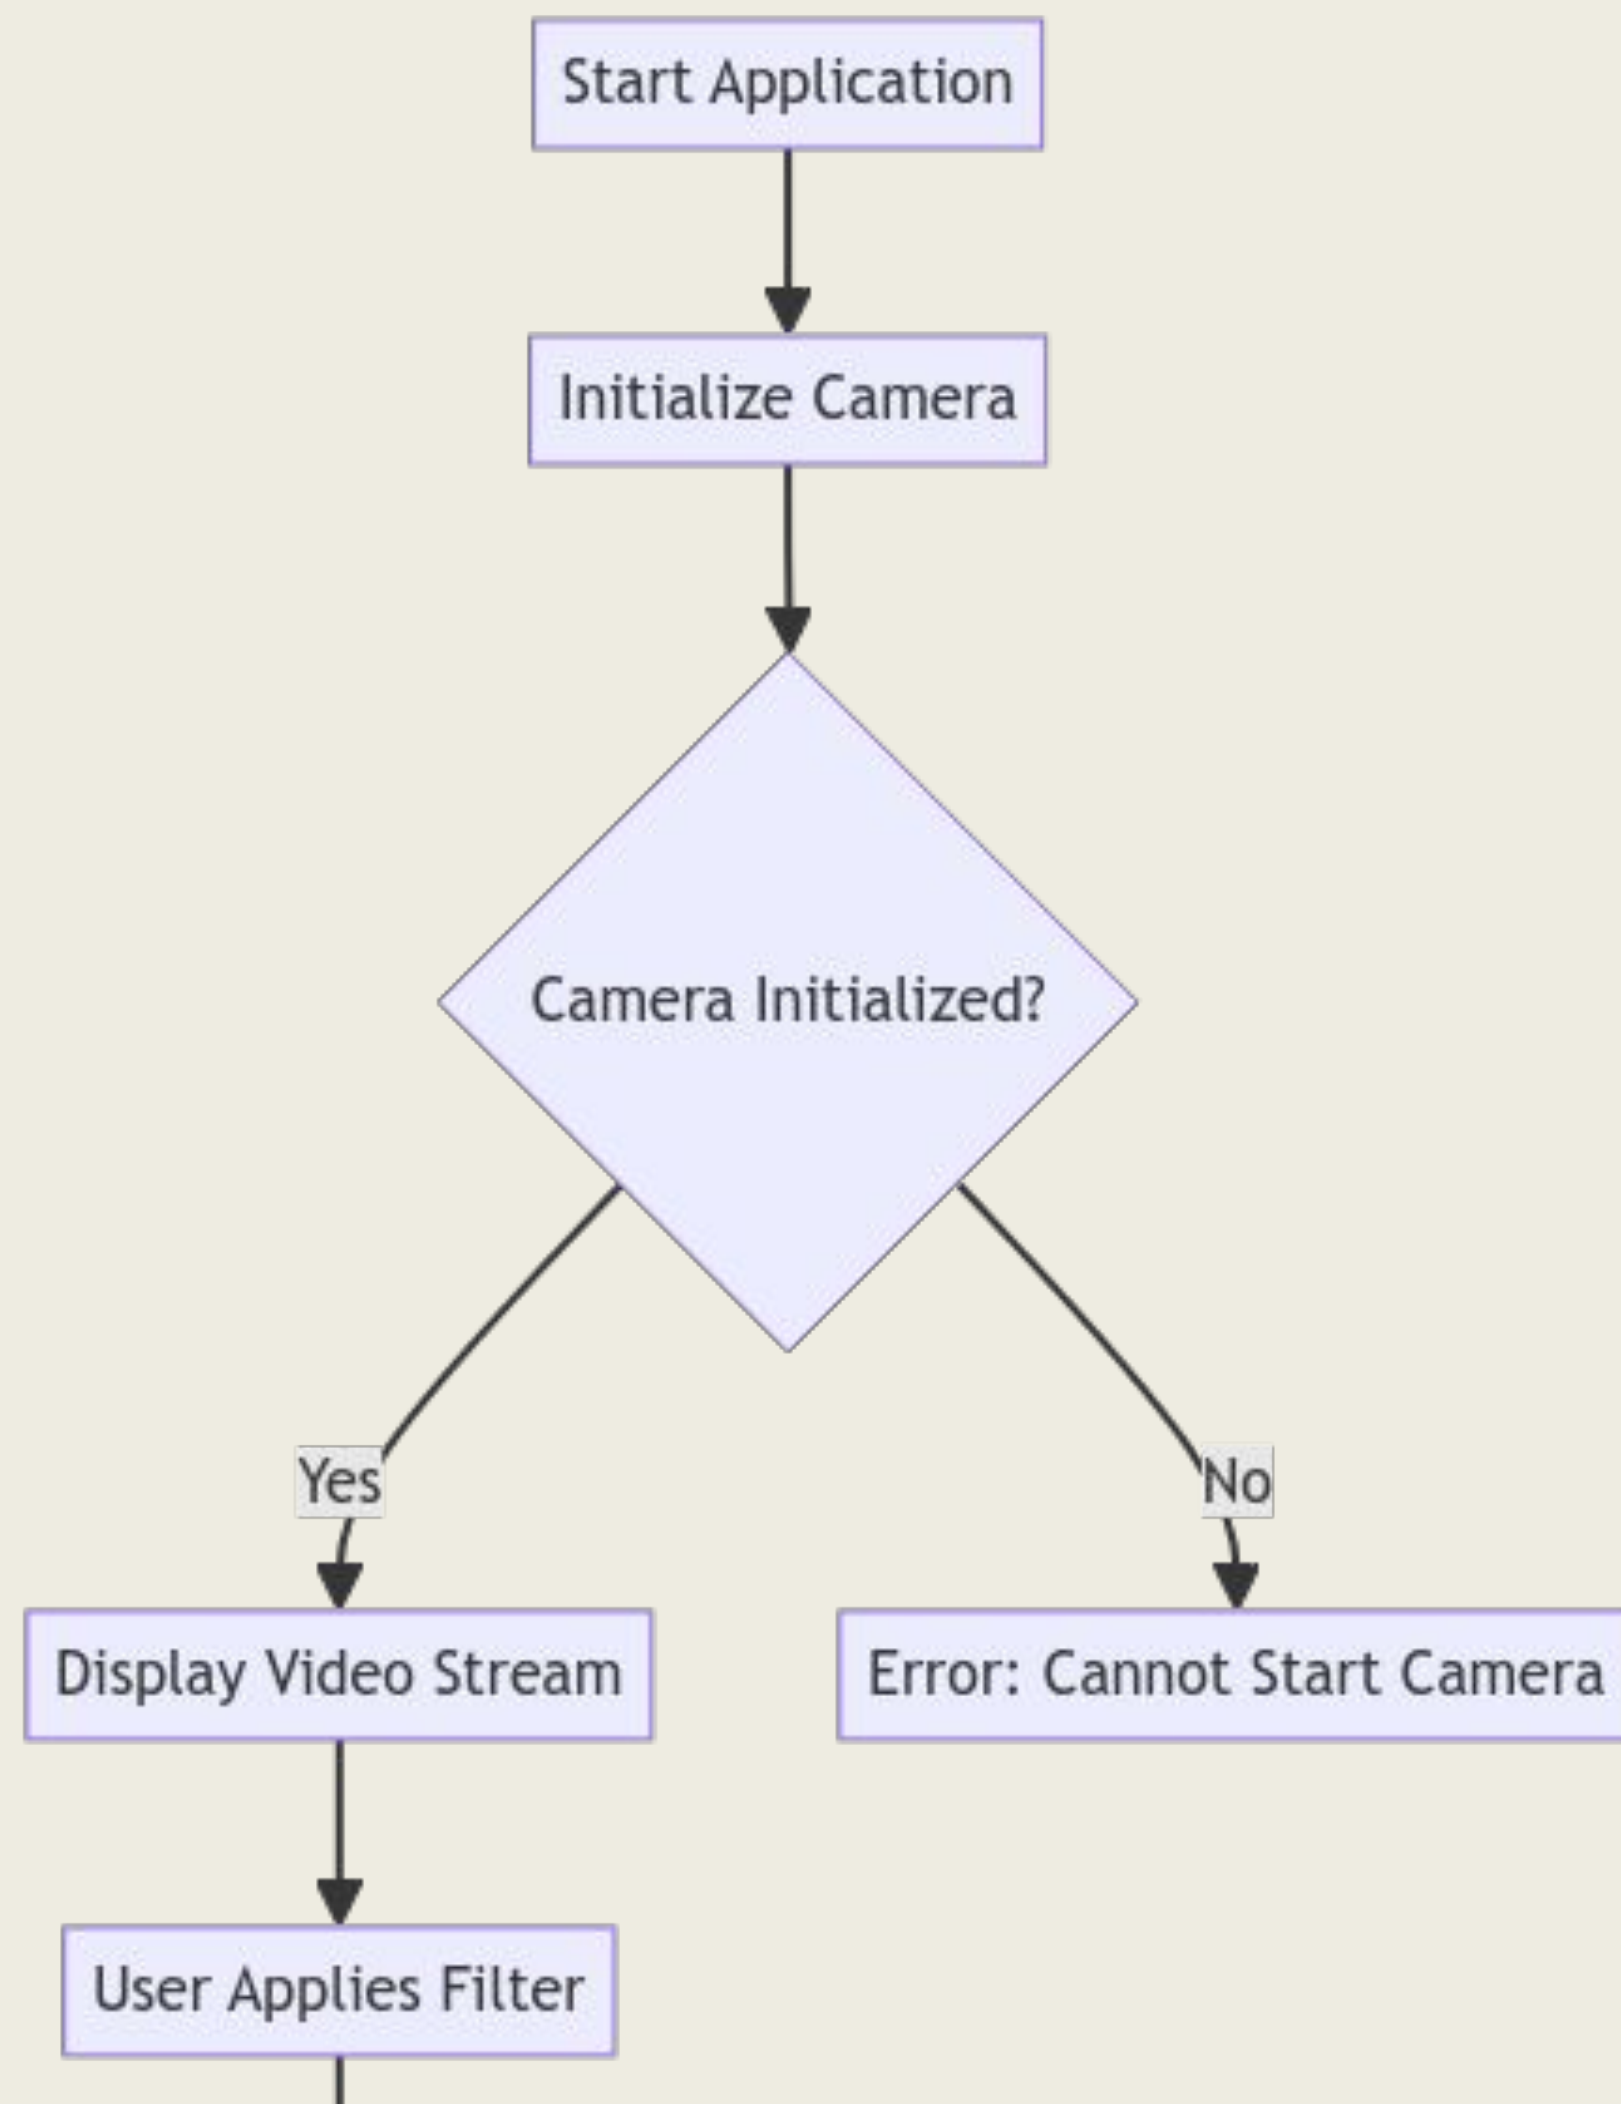 Start Application
Initialize Camera
Camera Initialized?
Yes
No
Display Video Stream
Error: Cannot Start Camera
User Applies Filter